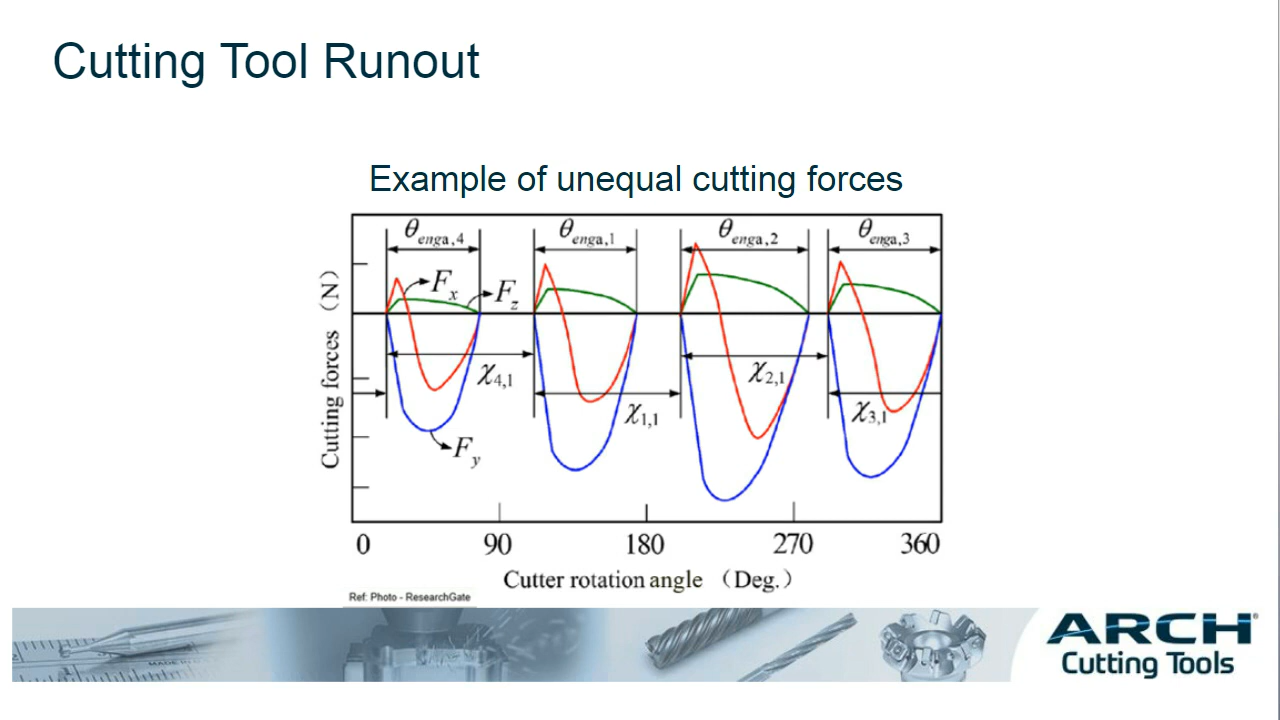 Cutting Tool Runout
Example of unequal cutting forces
θenga,4
θenga,1
θenga,2
θenga,3
Fx
Fz
χ4,1
χ2,1
χ1,1
χ3,1
Fy
Cutting forces (N)
0 90 180 270 360
Cutter rotation angle (Deg.)
Ref: Photo - ResearchGate
ARCH®
Cutting Tools